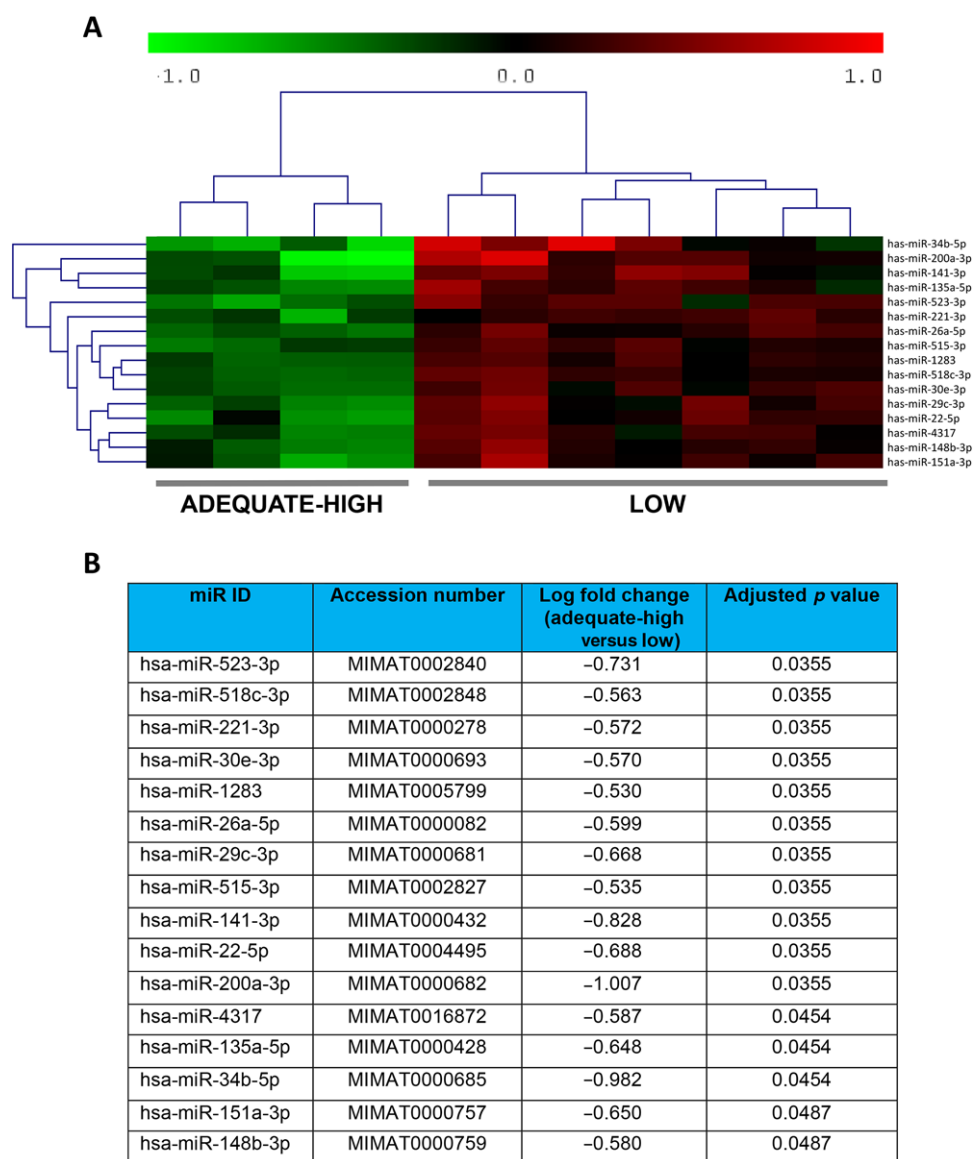 A
-1.0 0.0 1.0
has-miR-34b-5p
has-miR-200a-3p
has-miR-141-3p
has-miR-135a-5p
has-miR-523-3p
has-miR-221-3p
has-miR-26a-5p
has-miR-515-3p
has-miR-1283
has-miR-518c-3p
has-miR-30e-3p
has-miR-29c-3p
has-miR-22-5p
has-miR-4317
has-miR-148b-3p
has-miR-151a-3p
ADEQUATE-HIGH LOW
B
miR ID Accession number Log fold change (adequate-high versus low) Adjusted p value
hsa-miR-523-3p MIMAT0002840 –0.731 0.0355
hsa-miR-518c-3p MIMAT0002848 –0.563 0.0355
hsa-miR-221-3p MIMAT0000278 –0.572 0.0355
hsa-miR-30e-3p MIMAT0000693 –0.570 0.0355
hsa-miR-1283 MIMAT0005799 –0.530 0.0355
hsa-miR-26a-5p MIMAT0000082 –0.599 0.0355
hsa-miR-29c-3p MIMAT0000681 –0.668 0.0355
hsa-miR-515-3p MIMAT0002827 –0.535 0.0355
hsa-miR-141-3p MIMAT0000432 –0.828 0.0355
hsa-miR-22-5p MIMAT0004495 –0.688 0.0355
hsa-miR-200a-3p MIMAT0000682 –1.007 0.0355
hsa-miR-4317 MIMAT0016872 –0.587 0.0454
hsa-miR-135a-5p MIMAT0000428 –0.648 0.0454
hsa-miR-34b-5p MIMAT0000685 –0.982 0.0454
hsa-miR-151a-3p MIMAT0000757 –0.650 0.0487
hsa-miR-148b-3p MIMAT0000759 –0.580 0.0487